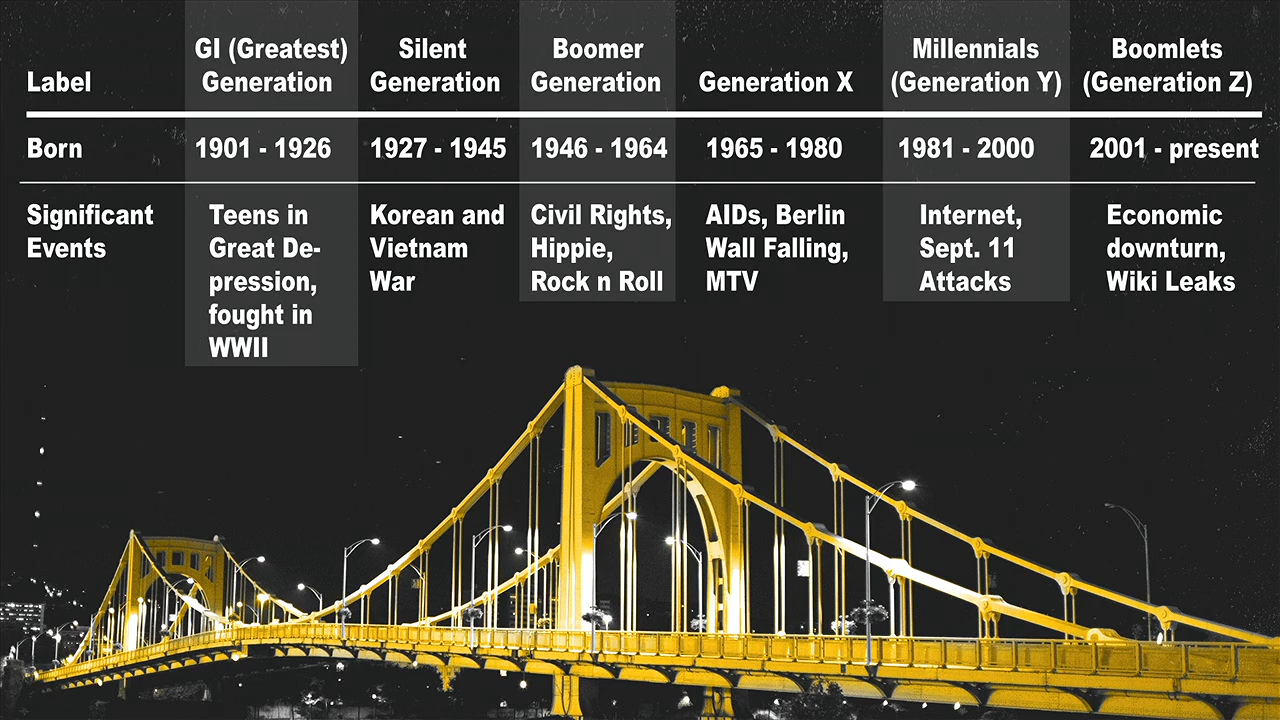 Label
GI (Greatest)
Generation
Silent
Generation
Boomer
Generation
Generation X
Millennials
(Generation Y)
Boomlets
(Generation Z)
Born
1901 - 1926
1927 - 1945
1946 - 1964
1965 - 1980
1981 - 2000
2001 - present
Significant
Events
Teens in
Great De-
pression,
fought in
WWII
Korean and
Vietnam
War
Civil Rights,
Hippie,
Rock n Roll
AIDs, Berlin
Wall Falling,
MTV
Internet,
Sept. 11
Attacks
Economic
downturn,
Wiki Leaks